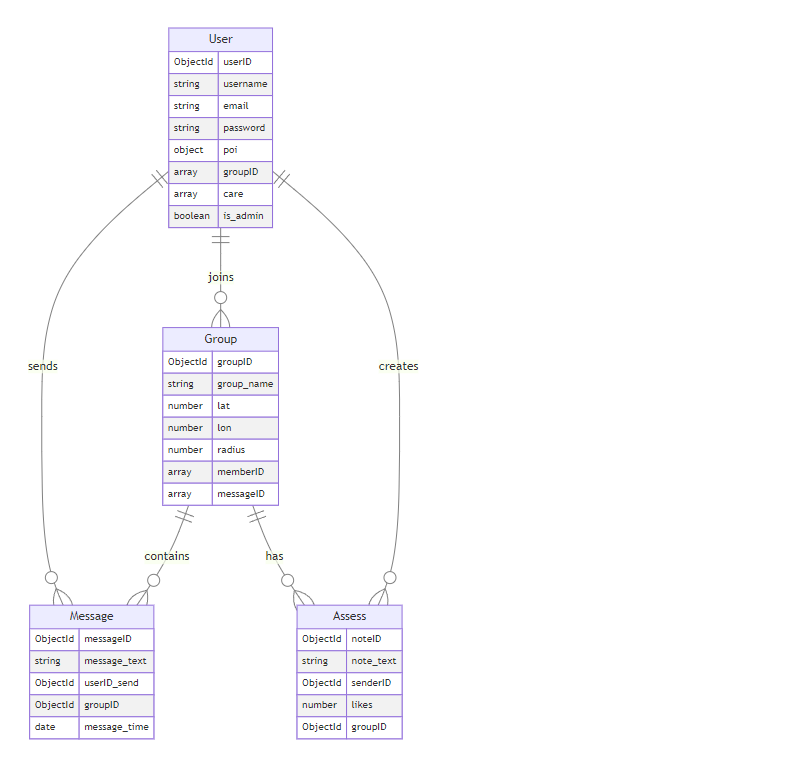 User
ObjectId userID
string username
string email
string password
object poi
array groupID
array care
boolean is_admin
joins
sends
creates
Group
ObjectId groupID
string group_name
number lat
number lon
number radius
array memberID
array messageID
contains
has
Message
ObjectId messageID
string message_text
ObjectId userID_send
ObjectId groupID
date message_time
Assess
ObjectId noteID
string note_text
ObjectId senderID
number likes
ObjectId groupID